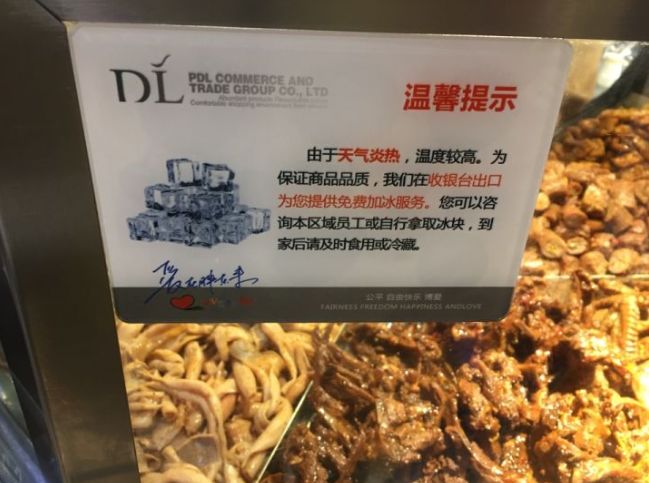 DL
PDL COMMERCE AND
TRADE GROUP CO., LTD
温馨提示
由于天气炎热，温度较高。为
保证商品品质，我们在收银台出口
为您提供免费加冰服务。您可以咨
询本区域员工或自行拿取冰块，到
家后请及时食用或冷藏。
公平 自由快乐 博爱
FAIRNESS FREEDOM HAPPINESS ANDLOVE